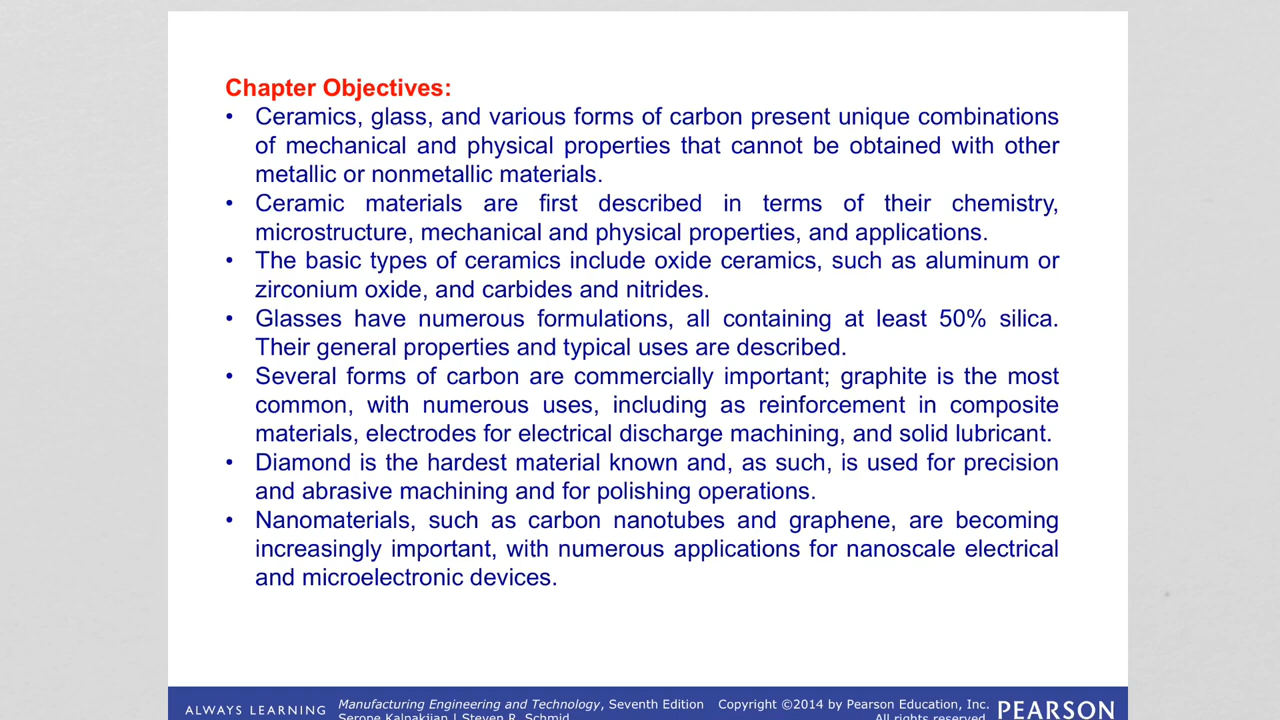 Chapter Objectives:
• Ceramics, glass, and various forms of carbon present unique combinations
of mechanical and physical properties that cannot be obtained with other
metallic or nonmetallic materials.
• Ceramic materials are first described in terms of their chemistry,
microstructure, mechanical and physical properties, and applications.
• The basic types of ceramics include oxide ceramics, such as aluminum or
zirconium oxide, and carbides and nitrides.
• Glasses have numerous formulations, all containing at least 50% silica.
Their general properties and typical uses are described.
• Several forms of carbon are commercially important; graphite is the most
common, with numerous uses, including as reinforcement in composite
materials, electrodes for electrical discharge machining, and solid lubricant.
• Diamond is the hardest material known and, as such, is used for precision
and abrasive machining and for polishing operations.
• Nanomaterials, such as carbon nanotubes and graphene, are becoming
increasingly important, with numerous applications for nanoscale electrical
and microelectronic devices.
ALWAYS LEARNING
Manufacturing Engineering and Technology, Seventh Edition
Serope Kalpakjian | Steven R. Schmid
Copyright ©2014 by Pearson Education, Inc.
All rights reserved.
PEARSON